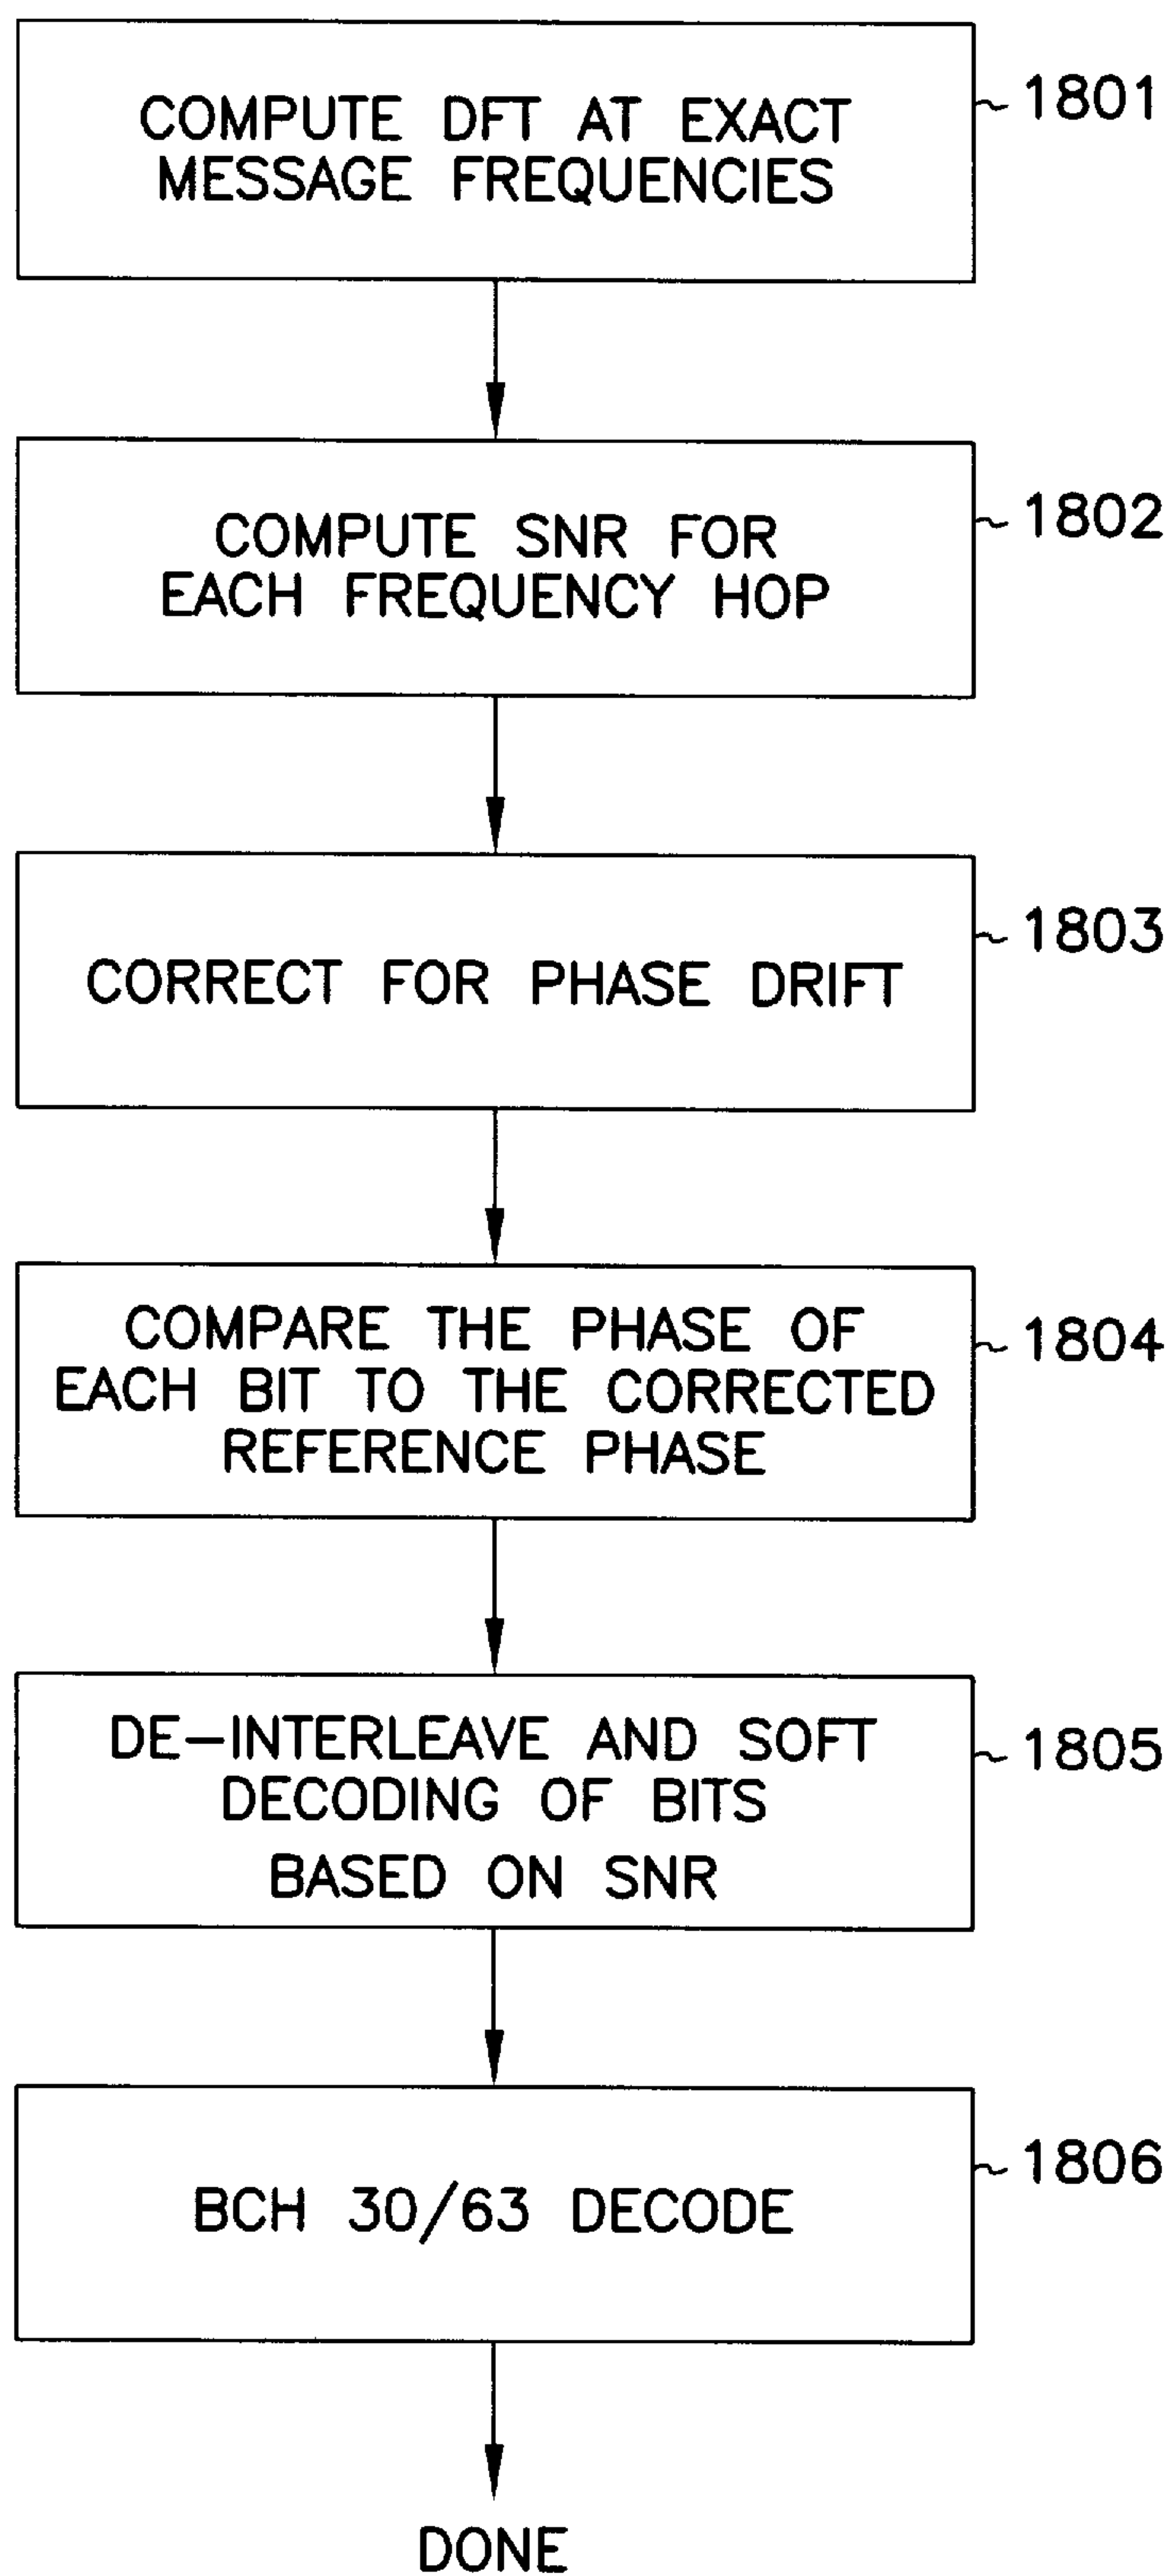 COMPUTE DFT AT EXACT
MESSAGE FREQUENCIES
1801
COMPUTE SNR FOR
EACH FREQUENCY HOP
1802
CORRECT FOR PHASE DRIFT
1803
COMPARE THE PHASE OF
EACH BIT TO THE CORRECTED
REFERENCE PHASE
1804
DE-INTERLEAVE AND SOFT
DECODING OF BITS
BASED ON SNR
1805
BCH 30/63 DECODE
1806
DONE